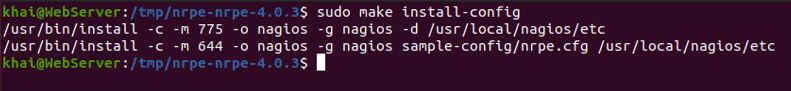 khai@WebServer:/tmp/nrpe-nrpe-4.0.3$ sudo make install-config
/usr/bin/install -c -m 775 -o nagios -g nagios -d /usr/local/nagios/etc
/usr/bin/install -c -m 644 -o nagios -g nagios sample-config/nrpe.cfg /usr/local/nagios/etc
khai@WebServer:/tmp/nrpe-nrpe-4.0.3$